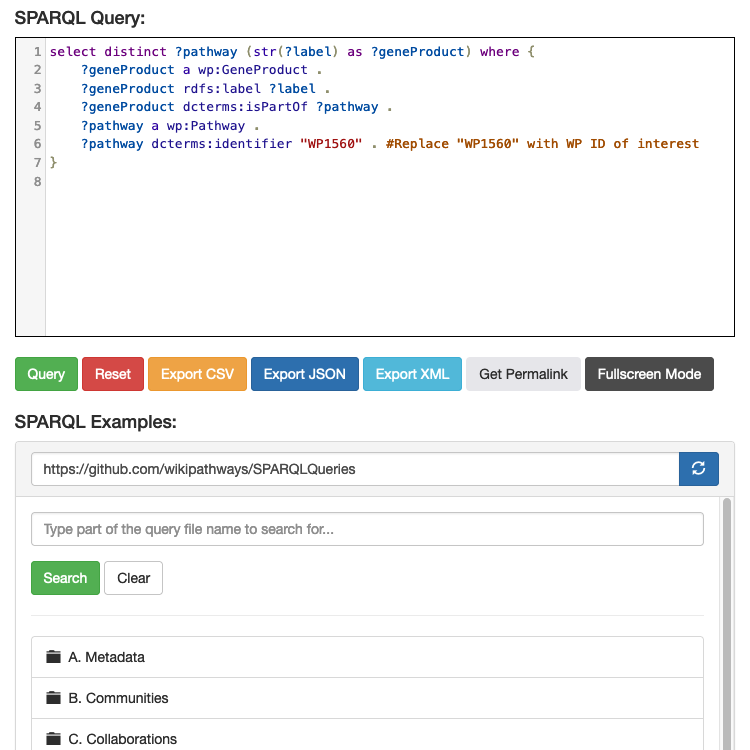 SPARQL Query:
1 select distinct ?pathway (str(?label) as ?geneProduct) where {
2     ?geneProduct a wp:GeneProduct .
3     ?geneProduct rdfs:label ?label .
4     ?geneProduct dcterms:isPartOf ?pathway .
5     ?pathway a wp:Pathway .
6     ?pathway dcterms:identifier "WP1560" . #Replace "WP1560" with WP ID of interest
7 }
8
Query Reset Export CSV Export JSON Export XML Get Permalink Fullscreen Mode
SPARQL Examples:
https://github.com/wikipathways/SPARQLQueries
Type part of the query file name to search for...
Search Clear
A. Metadata
B. Communities
C. Collaborations